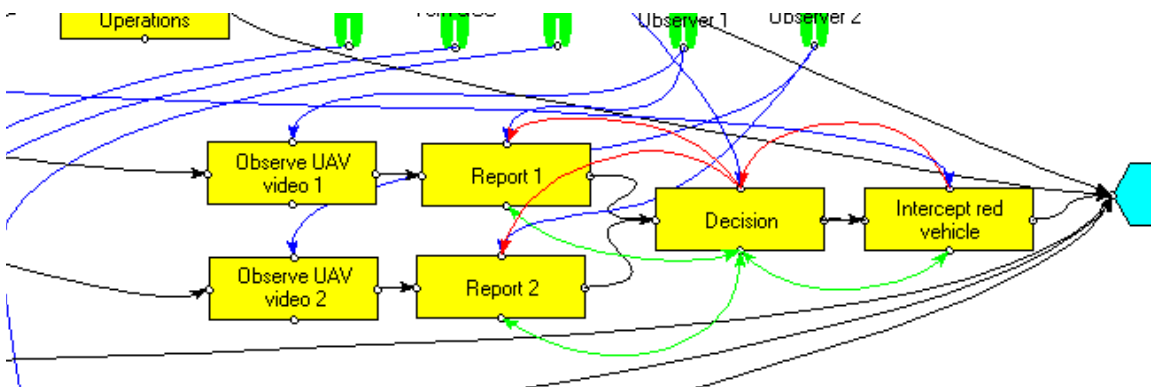 Operations
Observer 1
Observer 2
Observe UAV
video 1
Report 1
Decision
Intercept red
vehicle
Observe UAV
video 2
Report 2